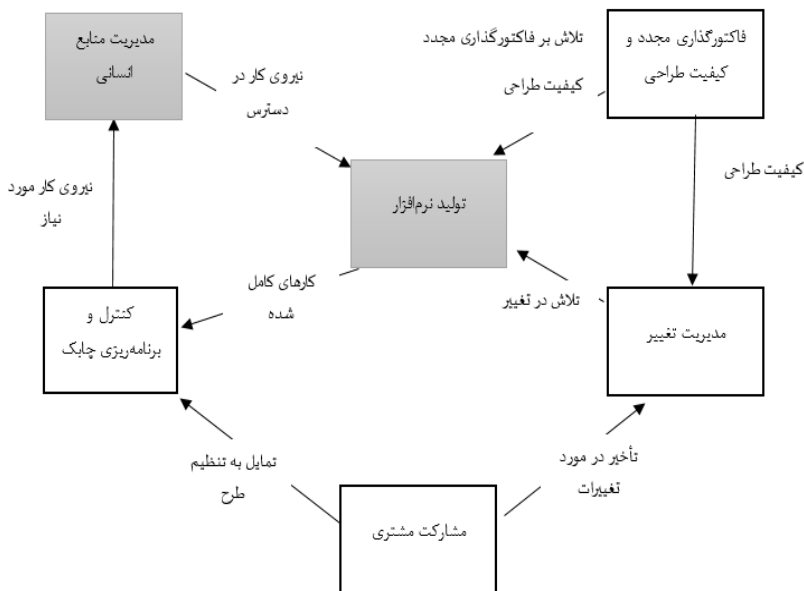 فاکتورگذاری مجدد و
کیفیت طراحی
تلاش بر فاکتورگذاری مجدد
کیفیت طراحی
مدیریت منابع
انسانی
نیروی کار در
دسترس
کیفیت طراحی
تولید نرم‌افزار
نیروی کار مورد
نیاز
کارهای کامل
شده
تلاش در تغییر
مدیریت تغییر
کنترل و
برنامه‌ریزی چابک
تأخیر در مورد
تغییرات
تمایل به تنظیم
طرح
مشارکت مشتری